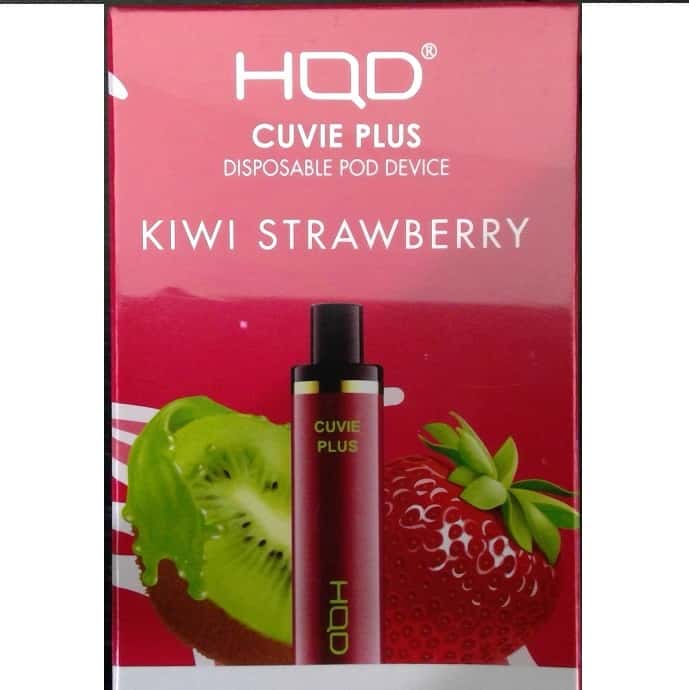 HQD®
CUVIE PLUS
DISPOSABLE POD DEVICE
KIWI STRAWBERRY
CUVIE
PLUS
HQD